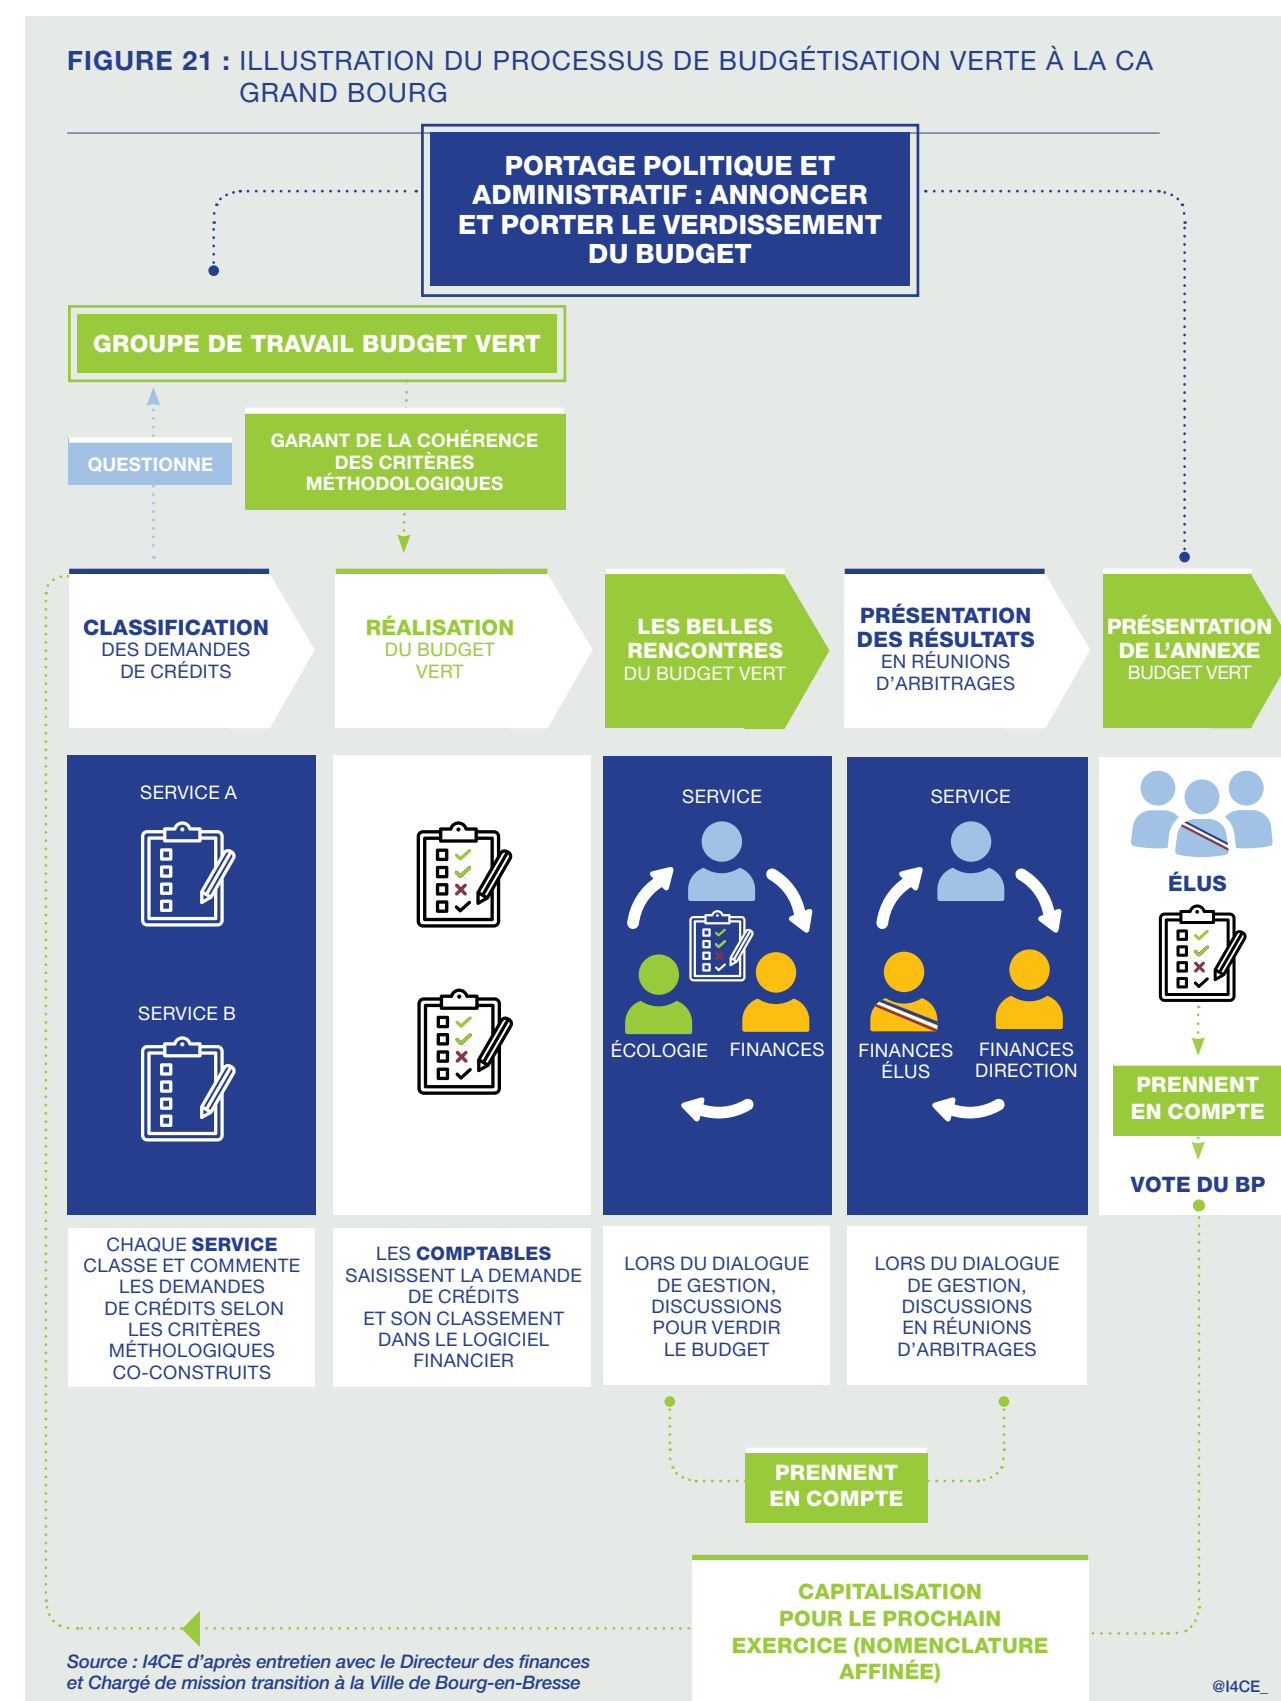 FIGURE 21 : ILLUSTRATION DU PROCESSUS DE BUDGÉTISATION VERTE À LA CA
GRAND BOURG
PORTAGE POLITIQUE ET
ADMINISTRATIF : ANNONCER
ET PORTER LE VERDISSEMENT
DU BUDGET
GROUPE DE TRAVAIL BUDGET VERT
QUESTIONNE
GARANT DE LA COHÉRENCE
DES CRITÈRES
MÉTHODOLOGIQUES
CLASSIFICATION
DES DEMANDES
DE CRÉDITS
RÉALISATION
DU BUDGET
VERT
LES BELLES
RENCONTRES
DU BUDGET VERT
PRÉSENTATION
DES RÉSULTATS
EN RÉUNIONS
D'ARBITRAGES
PRÉSENTATION
DE L'ANNEXE
BUDGET VERT
SERVICE A
SERVICE B
SERVICE
ÉCOLOGIE
FINANCES
SERVICE
FINANCES
ÉLUS
FINANCES
DIRECTION
ÉLUS
PRENNENT
EN COMPTE
VOTE DU BP
CHAQUE SERVICE
CLASSE ET COMMENTE
LES DEMANDES
DE CRÉDITS SELON
LES CRITÈRES
MÉTHOLOGIQUES
CO-CONSTRUITS
LES COMPTABLES
SAISISSENT LA DEMANDE
DE CRÉDITS
ET SON CLASSEMENT
DANS LE LOGICIEL
FINANCIER
LORS DU DIALOGUE
DE GESTION,
DISCUSSIONS
POUR VERDIR
LE BUDGET
LORS DU DIALOGUE
DE GESTION,
DISCUSSIONS
EN RÉUNIONS
D'ARBITRAGES
PRENNENT
EN COMPTE
CAPITALISATION
POUR LE PROCHAIN
EXERCICE (NOMENCLATURE
AFFINÉE)
Source : I4CE d'après entretien avec le Directeur des finances
et Chargé de mission transition à la Ville de Bourg-en-Bresse
@I4CE_